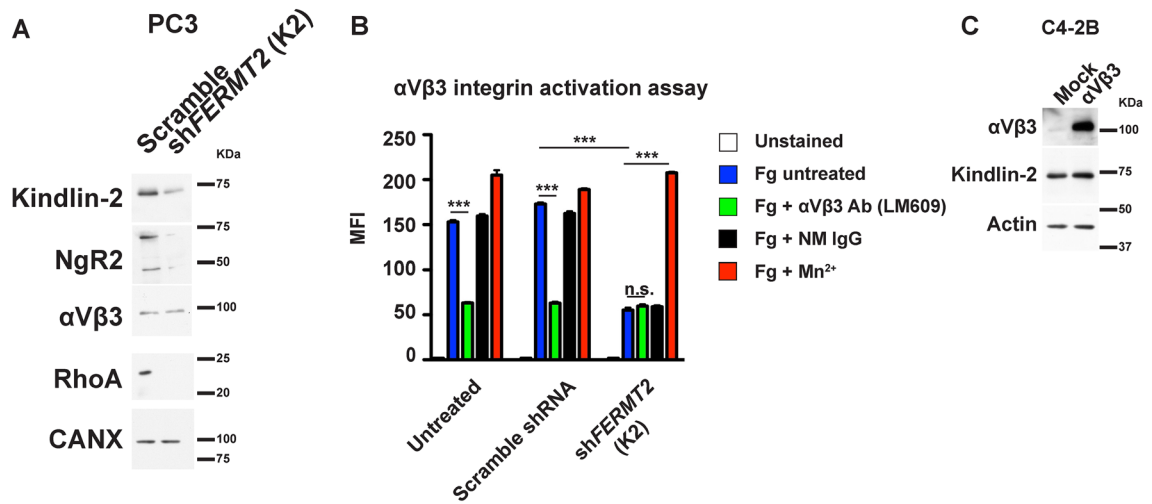 A
PC3
Scramble
shFERMT2 (K2)
KDa
Kindlin-2
75
NgR2
75
50
αVβ3
100
RhoA
25
20
CANX
100
75
B
αVβ3 integrin activation assay
MFI
250
200
150
100
50
0
***
***
***
***
n.s.
Untreated
Scramble shRNA
shFERMT2
(K2)
Unstained
Fg untreated
Fg + αVβ3 Ab (LM609)
Fg + NM IgG
Fg + Mn²⁺
C
C4-2B
Mock
αVβ3
KDa
αVβ3
100
Kindlin-2
75
50
Actin
37